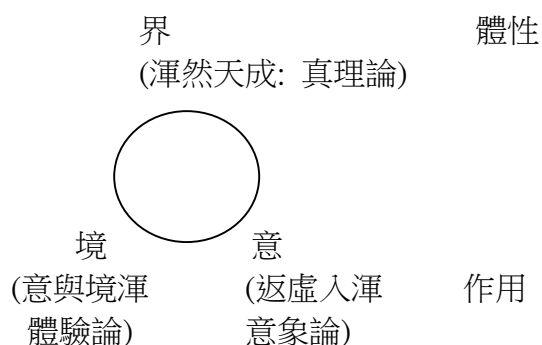 界 體性
(渾然天成: 真理論)
境 意
(意與境渾 (返虛入渾 作用
體驗論) 意象論)